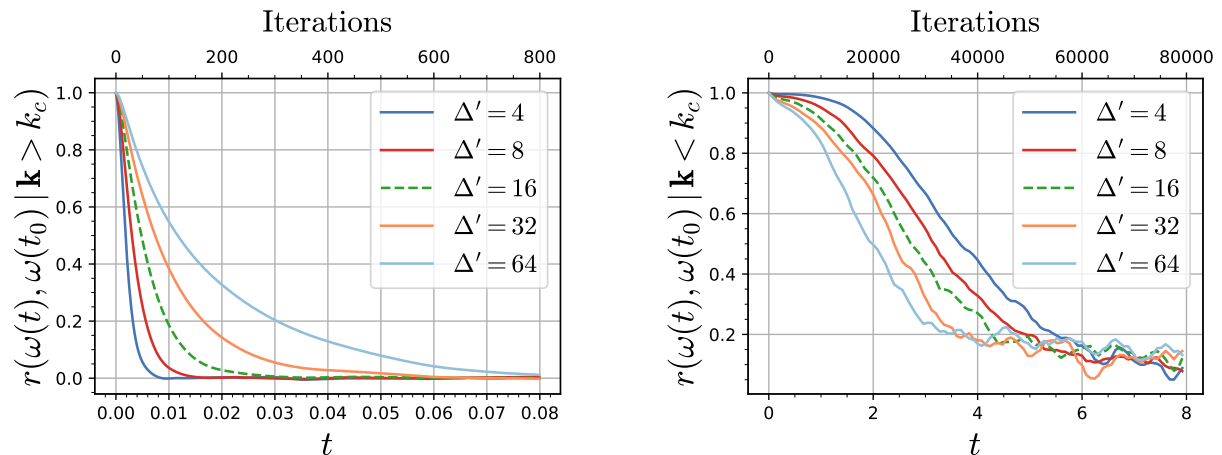 Iterations
0 200 400 600 800
r(ω(t), ω(t₀) | **k** > k_c)
1.0
0.8
0.6
0.4
0.2
0.0
Δ′ = 4
Δ′ = 8
Δ′ = 16
Δ′ = 32
Δ′ = 64
0.00 0.01 0.02 0.03 0.04 0.05 0.06 0.07 0.08
t
Iterations
0 20000 40000 60000 80000
r(ω(t), ω(t₀) | **k** < k_c)
1.0
0.8
0.6
0.4
0.2
Δ′ = 4
Δ′ = 8
Δ′ = 16
Δ′ = 32
Δ′ = 64
0 2 4 6 8
t